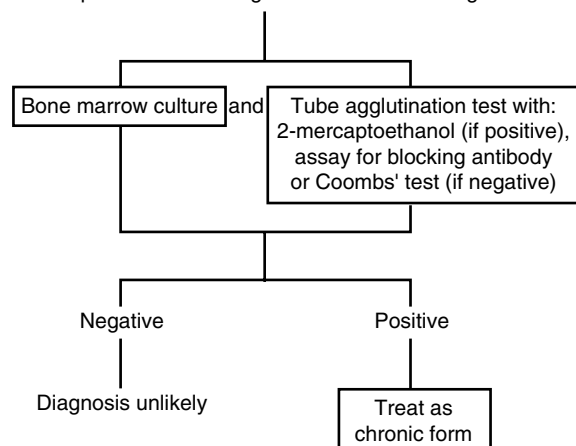 Bone marrow culture and
Tube agglutination test with:
2-mercaptoethanol (if positive),
assay for blocking antibody
or Coombs' test (if negative)
Negative
Positive
Diagnosis unlikely
Treat as
chronic form